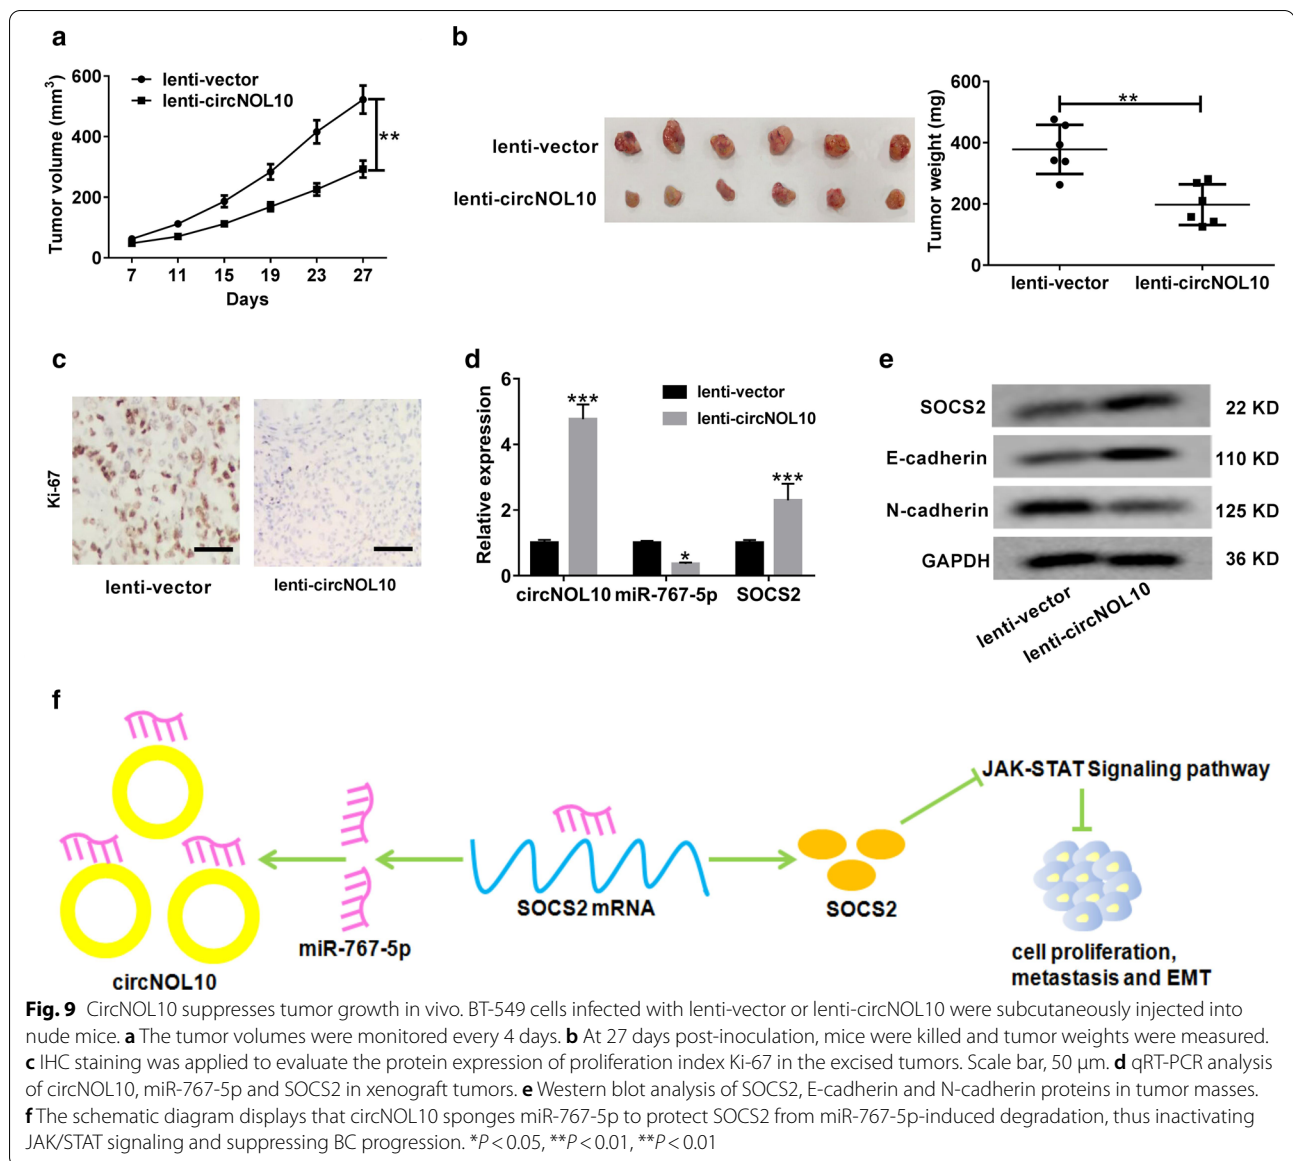 a
Tumor volume (mm³)
600
400
200
0
lenti-vector
lenti-circNOL10
**
7 11 15 19 23 27
Days
b
lenti-vector
lenti-circNOL10
Tumor weight (mg)
600
400
200
0
**
lenti-vector lenti-circNOL10
c
Ki-67
lenti-vector lenti-circNOL10
d
Relative expression
6
4
2
0
lenti-vector
lenti-circNOL10
***
*
***
circNOL10 miR-767-5p SOCS2
e
SOCS2 22 KD
E-cadherin 110 KD
N-cadherin 125 KD
GAPDH 36 KD
lenti-vector
lenti-circNOL10
f
circNOL10
miR-767-5p
SOCS2 mRNA
SOCS2
JAK-STAT Signaling pathway
cell proliferation,
metastasis and EMT
Fig. 9 CircNOL10 suppresses tumor growth in vivo. BT-549 cells infected with lenti-vector or lenti-circNOL10 were subcutaneously injected into
nude mice. a The tumor volumes were monitored every 4 days. b At 27 days post-inoculation, mice were killed and tumor weights were measured.
c IHC staining was applied to evaluate the protein expression of proliferation index Ki-67 in the excised tumors. Scale bar, 50 μm. d qRT-PCR analysis
of circNOL10, miR-767-5p and SOCS2 in xenograft tumors. e Western blot analysis of SOCS2, E-cadherin and N-cadherin proteins in tumor masses.
f The schematic diagram displays that circNOL10 sponges miR-767-5p to protect SOCS2 from miR-767-5p-induced degradation, thus inactivating
JAK/STAT signaling and suppressing BC progression. *P < 0.05, **P < 0.01, **P < 0.01